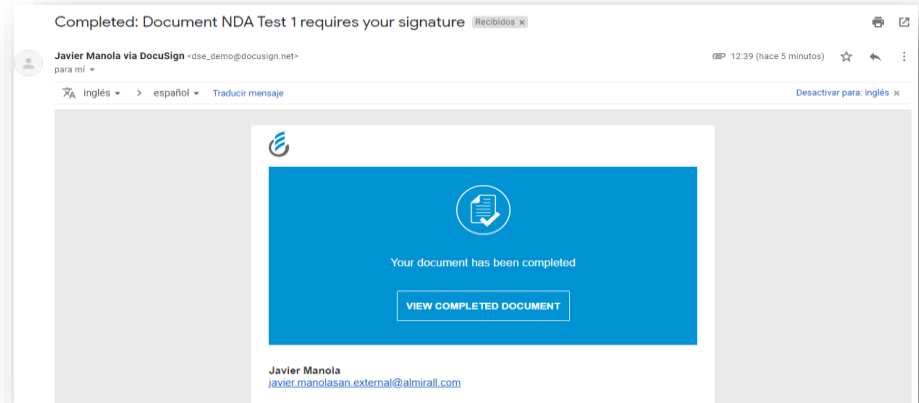 Completed: Document NDA Test 1 requires your signature Recibidos ×
Javier Manola via DocuSign <dse_demo@docusign.net>
12:39 (hace 5 minutos)
para mí
inglés > español Traducir mensaje
Desactivar para: inglés ×
Your document has been completed
VIEW COMPLETED DOCUMENT
Javier Manola
javier.manolasan.external@almirall.com